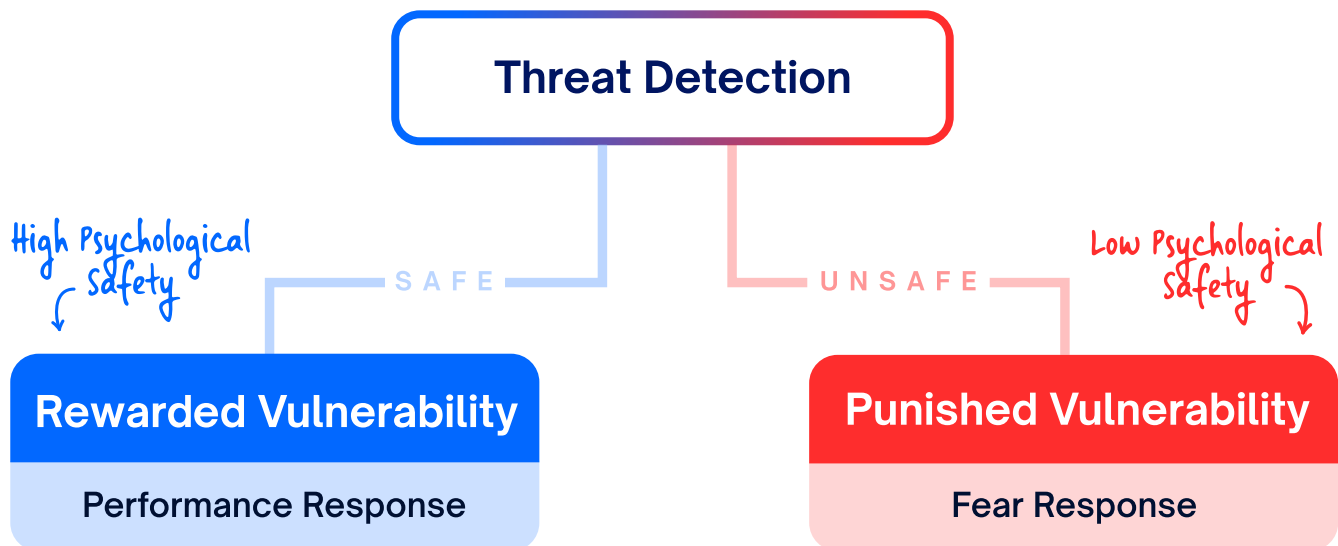 Threat Detection
High Psychological
Safety
SAFE
UNSAFE
Low Psychological
Safety
Rewarded Vulnerability
Performance Response
Punished Vulnerability
Fear Response